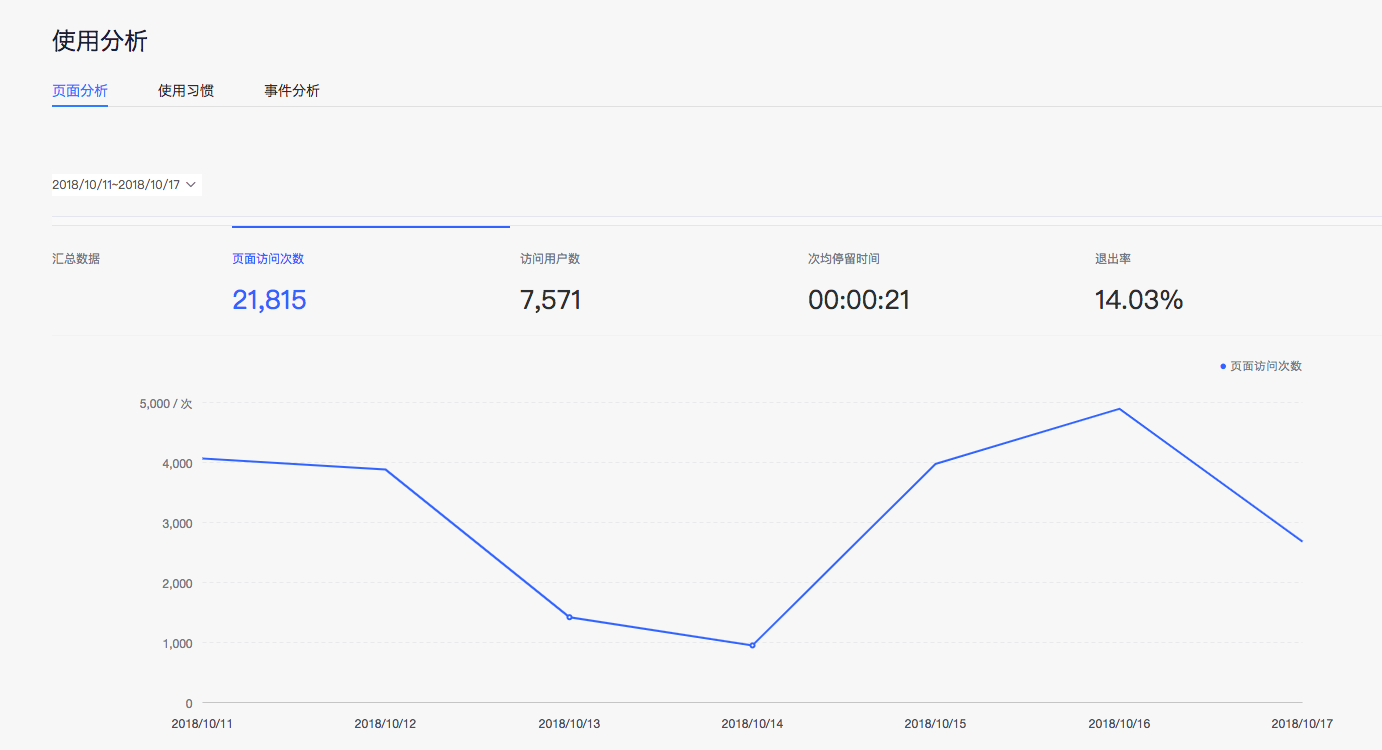 使用分析
页面分析 使用习惯 事件分析
2018/10/11~2018/10/17
汇总数据 页面访问次数 访问用户数 次均停留时间 退出率
21,815 7,571 00:00:21 14.03%
页面访问次数
5,000 / 次
4,000
3,000
2,000
1,000
0
2018/10/11 2018/10/12 2018/10/13 2018/10/14 2018/10/15 2018/10/16 2018/10/17